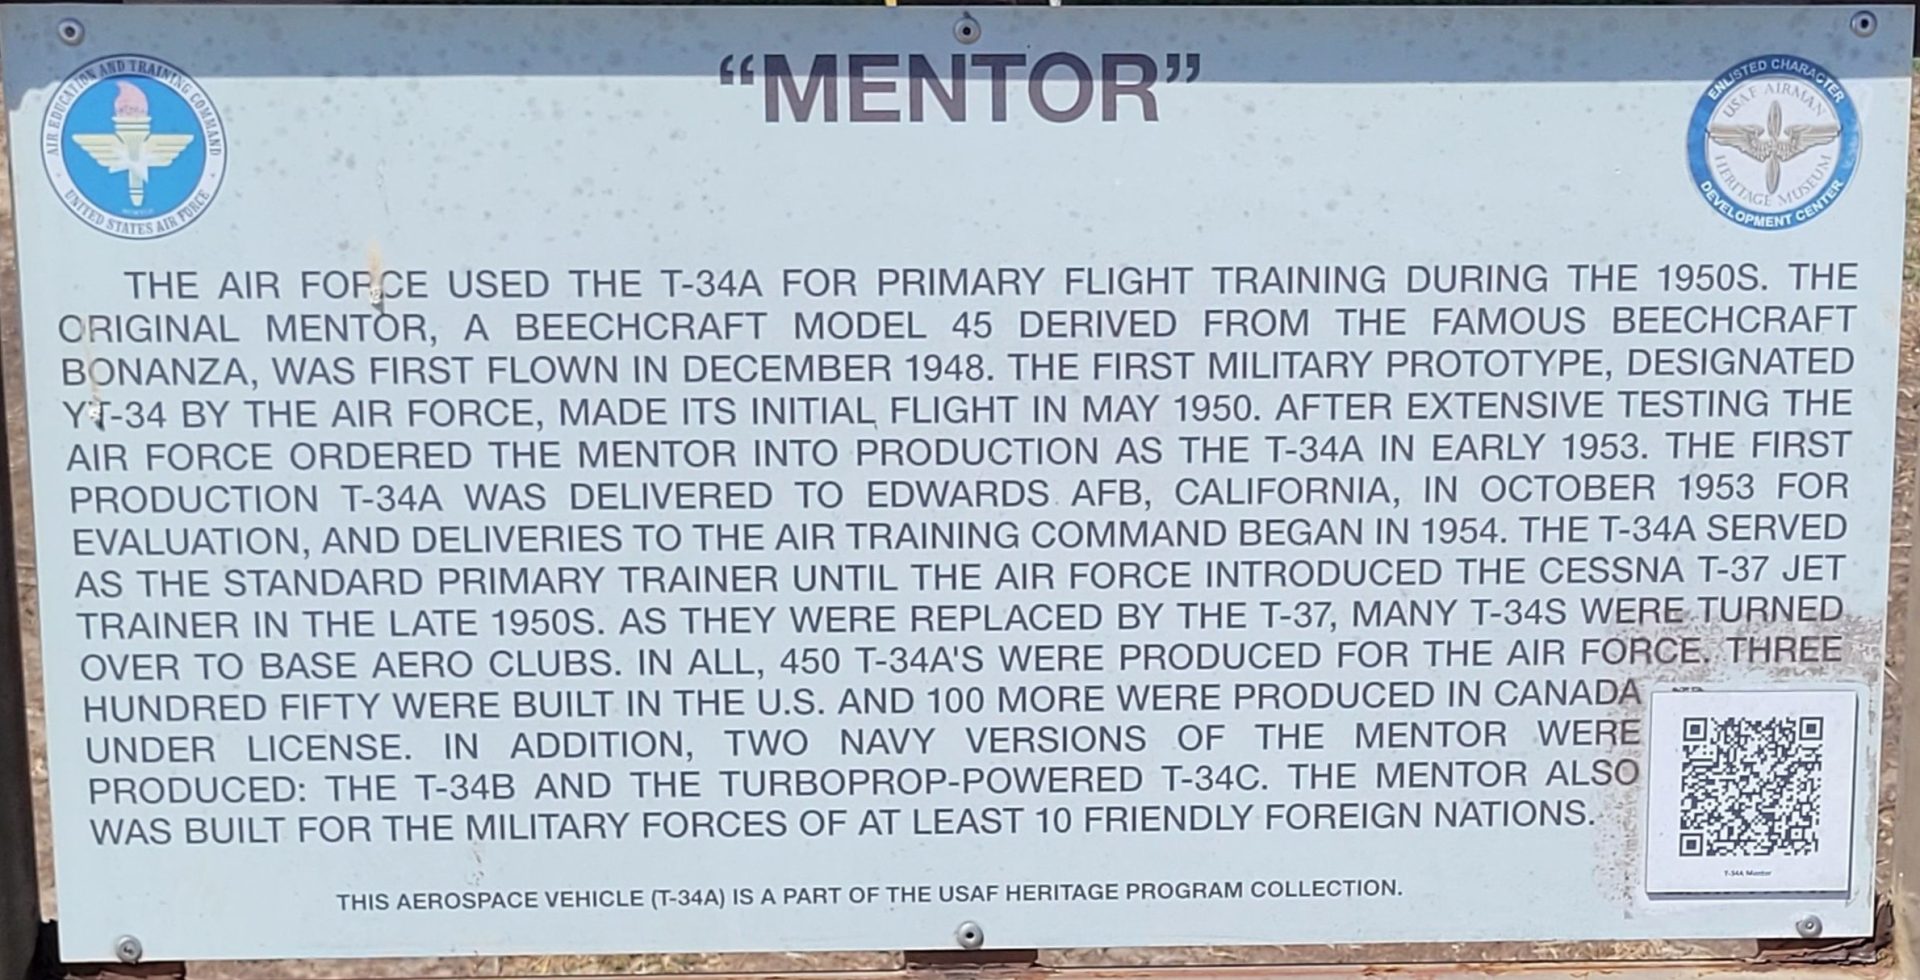 “MENTOR”
AIR EDUCATION AND TRAINING COMMAND
UNITED STATES AIR FORCE
ENLISTED CHARACTER
USAF AIRMAN
HERITAGE MUSEUM
DEVELOPMENT CENTER
THE AIR FORCE USED THE T-34A FOR PRIMARY FLIGHT TRAINING DURING THE 1950S. THE
ORIGINAL MENTOR, A BEECHCRAFT MODEL 45 DERIVED FROM THE FAMOUS BEECHCRAFT
BONANZA, WAS FIRST FLOWN IN DECEMBER 1948. THE FIRST MILITARY PROTOTYPE, DESIGNATED
YT-34 BY THE AIR FORCE, MADE ITS INITIAL FLIGHT IN MAY 1950. AFTER EXTENSIVE TESTING THE
AIR FORCE ORDERED THE MENTOR INTO PRODUCTION AS THE T-34A IN EARLY 1953. THE FIRST
PRODUCTION T-34A WAS DELIVERED TO EDWARDS AFB, CALIFORNIA, IN OCTOBER 1953 FOR
EVALUATION, AND DELIVERIES TO THE AIR TRAINING COMMAND BEGAN IN 1954. THE T-34A SERVED
AS THE STANDARD PRIMARY TRAINER UNTIL THE AIR FORCE INTRODUCED THE CESSNA T-37 JET
TRAINER IN THE LATE 1950S. AS THEY WERE REPLACED BY THE T-37, MANY T-34S WERE TURNED
OVER TO BASE AERO CLUBS. IN ALL, 450 T-34A'S WERE PRODUCED FOR THE AIR FORCE. THREE
HUNDRED FIFTY WERE BUILT IN THE U.S. AND 100 MORE WERE PRODUCED IN CANADA
UNDER LICENSE. IN ADDITION, TWO NAVY VERSIONS OF THE MENTOR WERE
PRODUCED: THE T-34B AND THE TURBOPROP-POWERED T-34C. THE MENTOR ALSO
WAS BUILT FOR THE MILITARY FORCES OF AT LEAST 10 FRIENDLY FOREIGN NATIONS.
T-34A Mentor
THIS AEROSPACE VEHICLE (T-34A) IS A PART OF THE USAF HERITAGE PROGRAM COLLECTION.